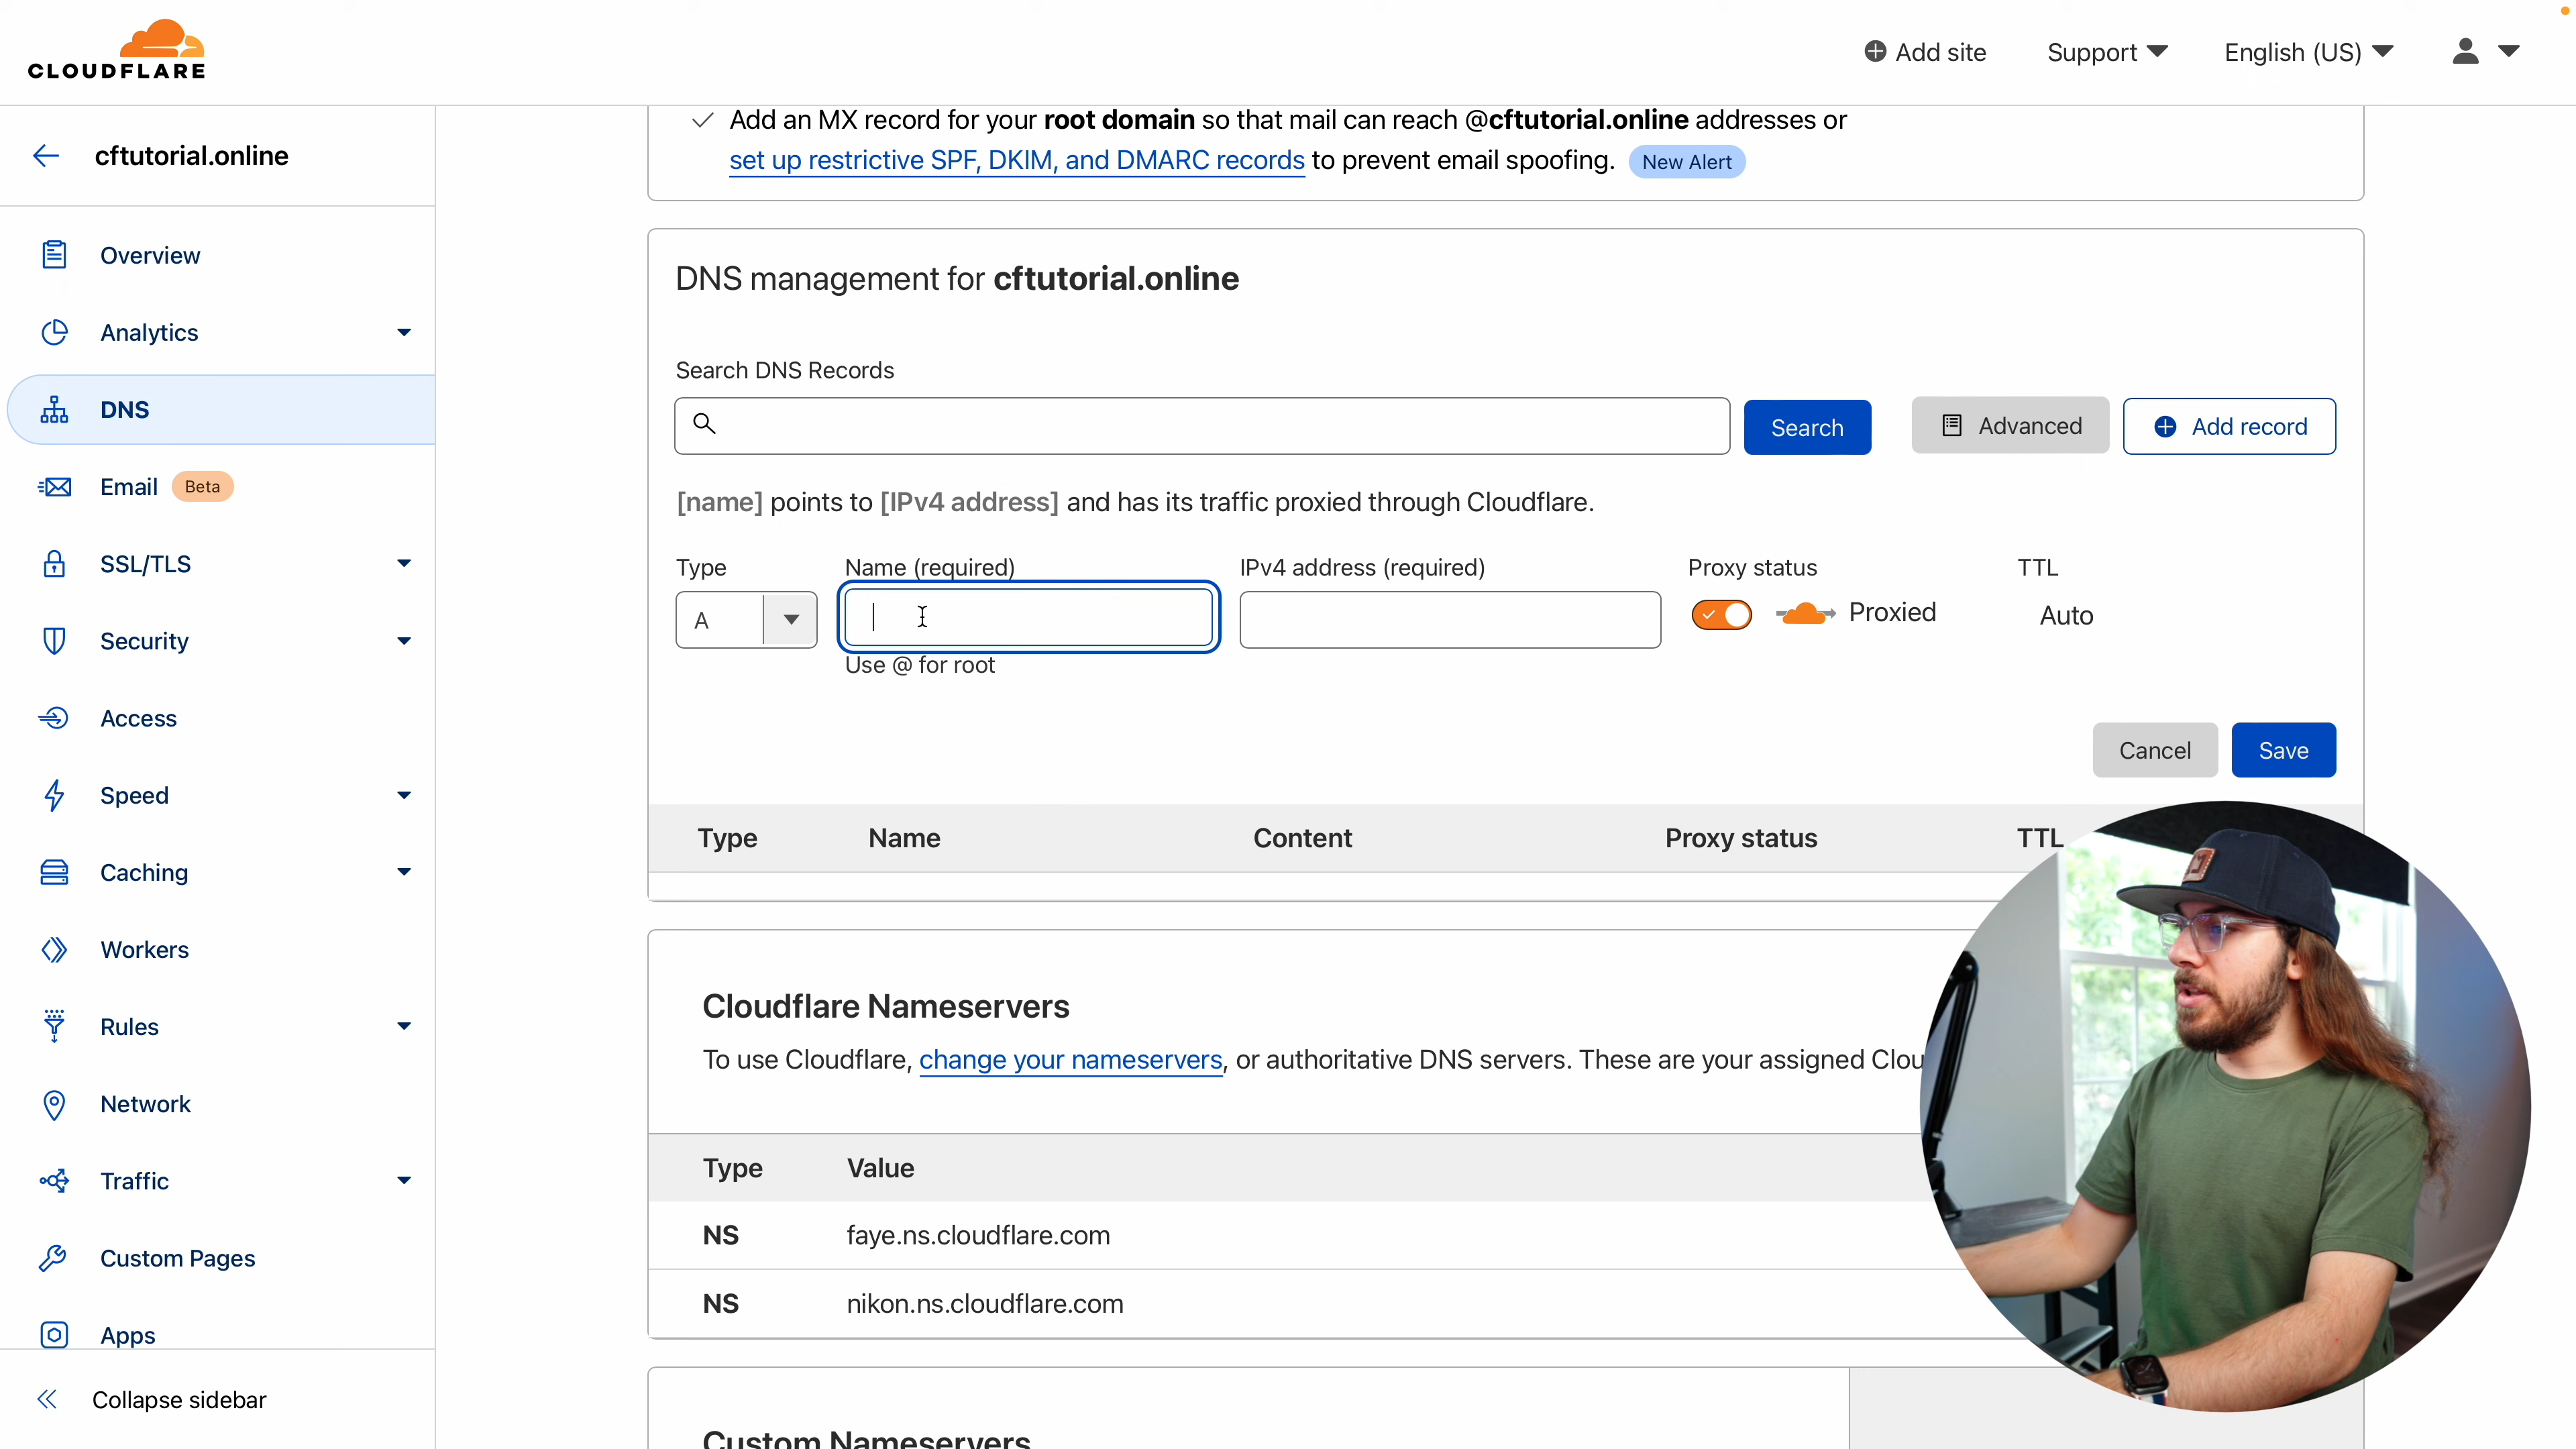 CLOUDFLARE
Add site
Support
English (US)
cftutorial.online
Overview
Analytics
DNS
Email Beta
SSL/TLS
Security
Access
Speed
Caching
Workers
Rules
Network
Traffic
Custom Pages
Apps
Collapse sidebar
Add an MX record for your root domain so that mail can reach @cftutorial.online addresses or
set up restrictive SPF, DKIM, and DMARC records to prevent email spoofing. New Alert
DNS management for cftutorial.online
Search DNS Records
Search
Advanced
Add record
[name] points to [IPv4 address] and has its traffic proxied through Cloudflare.
Type Name (required) IPv4 address (required) Proxy status TTL
A Proxied Auto
Use @ for root
Cancel Save
Type Name Content Proxy status TTL
Cloudflare Nameservers
To use Cloudflare, change your nameservers, or authoritative DNS servers. These are your assigned Clou
Type Value
NS faye.ns.cloudflare.com
NS nikon.ns.cloudflare.com
Custom Nameservers